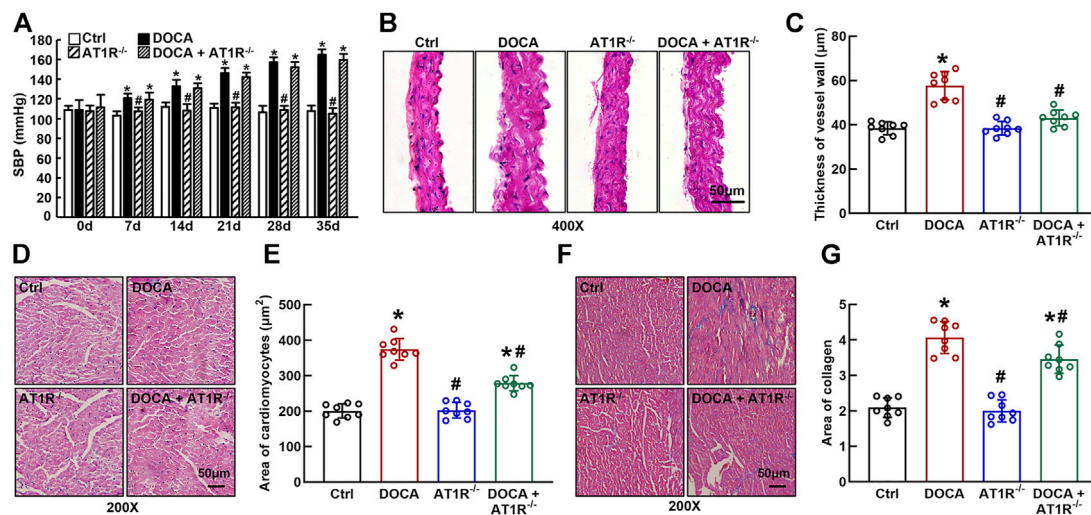 A
Ctrl DOCA
AT1R-/- DOCA + AT1R-/-
SBP (mmHg)
180
160
140
120
100
80
60
40
20
0
* * # * * * # * * * # * * * # * * * # *
0d 7d 14d 21d 28d 35d
B
Ctrl DOCA AT1R-/- DOCA + AT1R-/-
50μm
400X
C
Thickness of vessel wall (μm)
80
60
40
20
0
* # #
Ctrl DOCA AT1R-/- DOCA +
AT1R-/-
D
Ctrl DOCA
AT1R-/- DOCA + AT1R-/-
50μm
200X
E
Area of cardiomyocytes (μm2)
500
400
300
200
100
0
* # *#
Ctrl DOCA AT1R-/- DOCA +
AT1R-/-
F
Ctrl DOCA
AT1R-/- DOCA + AT1R-/-
50μm
200X
G
Area of collagen
5
4
3
2
1
0
* # *#
Ctrl DOCA AT1R-/- DOCA +
AT1R-/-